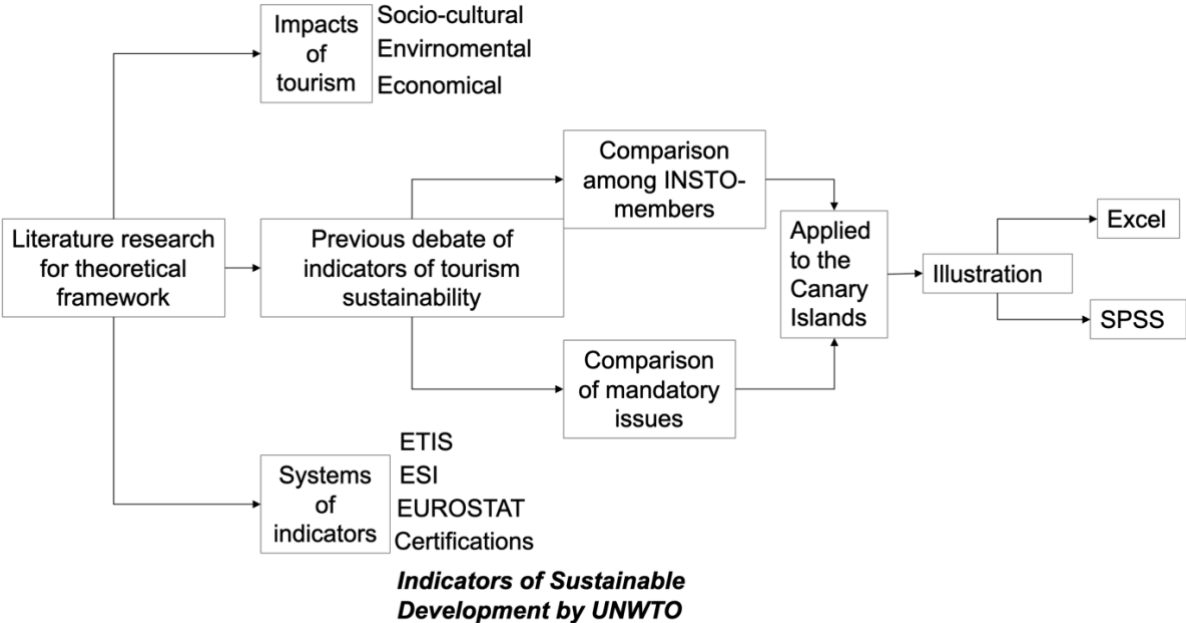 Impacts
of
tourism
Socio-cultural
Envirnomental
Economical
Literature research
for theoretical
framework
Previous debate of
indicators of tourism
sustainability
Comparison
among INSTO-
members
Comparison
of mandatory
issues
Applied
to the
Canary
Islands
Illustration
Excel
SPSS
Systems
of
indicators
ETIS
ESI
EUROSTAT
Certifications
Indicators of Sustainable
Development by UNWTO